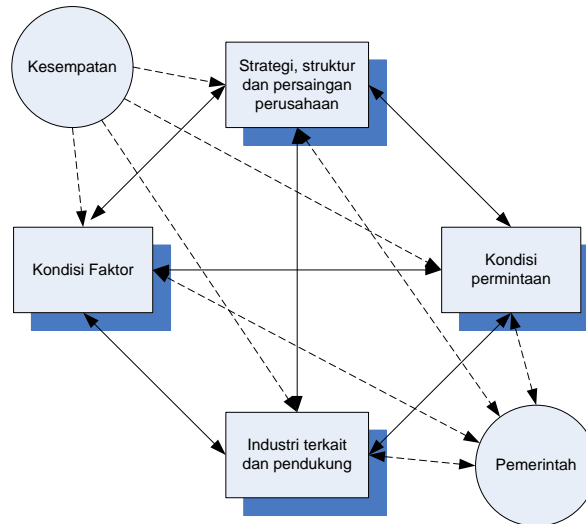 Kesempatan
Strategi, struktur
dan persaingan
perusahaan
Kondisi Faktor
Kondisi
permintaan
Industri terkait
dan pendukung
Pemerintah